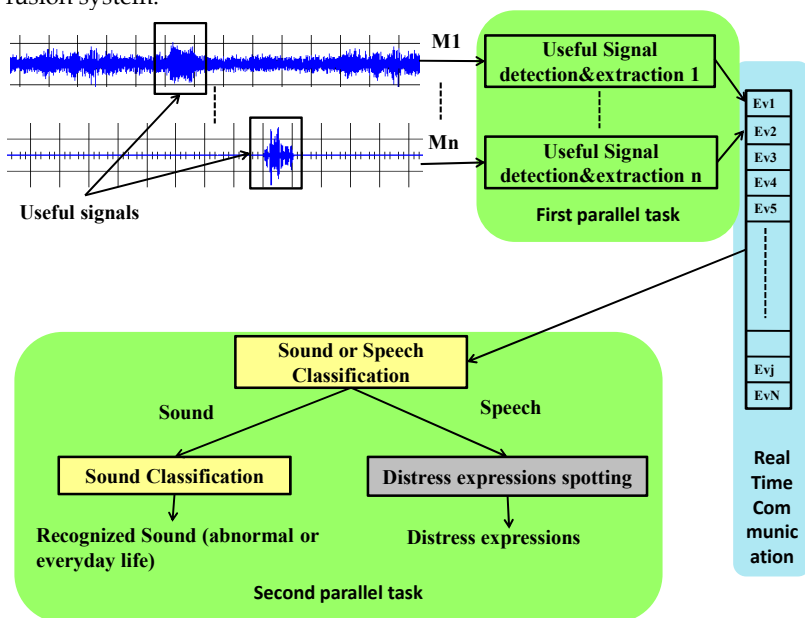 fusion system.
M1
Useful Signal
detection&extraction 1
Mn
Useful Signal
detection&extraction n
Useful signals
First parallel task
Ev1
Ev2
Ev3
Ev4
Ev5
Evj
EvN
Real
Time
Com
munic
ation
Sound or Speech
Classification
Sound
Speech
Sound Classification
Distress expressions spotting
Recognized Sound (abnormal or
everyday life)
Distress expressions
Second parallel task